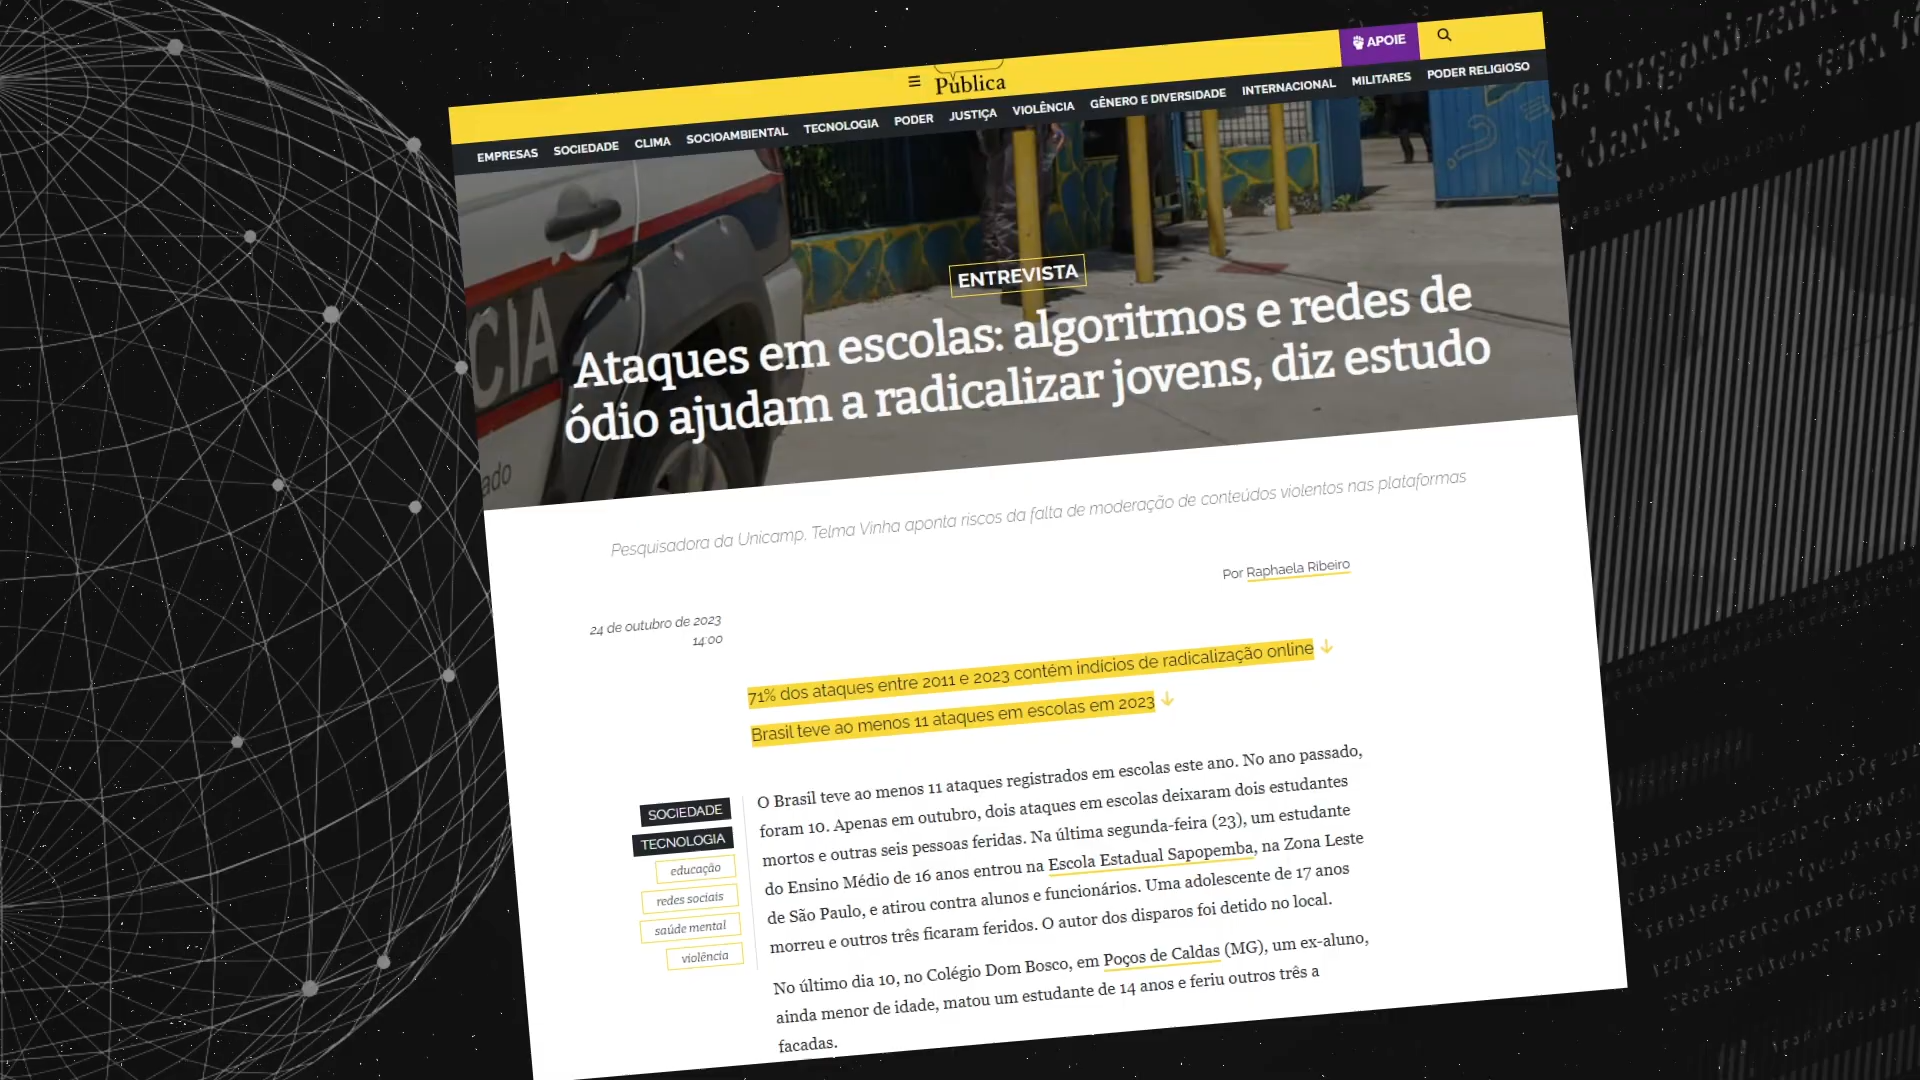 APOIE
Pública
EMPRESAS SOCIEDADE CLIMA SOCIOAMBIENTAL TECNOLOGIA PODER JUSTIÇA VIOLÊNCIA GÊNERO E DIVERSIDADE INTERNACIONAL MILITARES PODER RELIGIOSO
CIA
ado
ENTREVISTA
Ataques em escolas: algoritmos e redes de
ódio ajudam a radicalizar jovens, diz estudo
Pesquisadora da Unicamp, Telma Vinha aponta riscos da falta de moderação de conteúdos violentos nas plataformas
Por Raphaela Ribeiro
24 de outubro de 2023
14:00
71% dos ataques entre 2011 e 2023 contém indícios de radicalização online
Brasil teve ao menos 11 ataques em escolas em 2023
SOCIEDADE
TECNOLOGIA
educação
redes sociais
saúde mental
violência
O Brasil teve ao menos 11 ataques registrados em escolas este ano. No ano passado,
foram 10. Apenas em outubro, dois ataques em escolas deixaram dois estudantes
mortos e outras seis pessoas feridas. Na última segunda-feira (23), um estudante
do Ensino Médio de 16 anos entrou na Escola Estadual Sapopemba, na Zona Leste
de São Paulo, e atirou contra alunos e funcionários. Uma adolescente de 17 anos
morreu e outros três ficaram feridos. O autor dos disparos foi detido no local.
No último dia 10, no Colégio Dom Bosco, em Poços de Caldas (MG), um ex-aluno,
ainda menor de idade, matou um estudante de 14 anos e feriu outros três a
facadas.